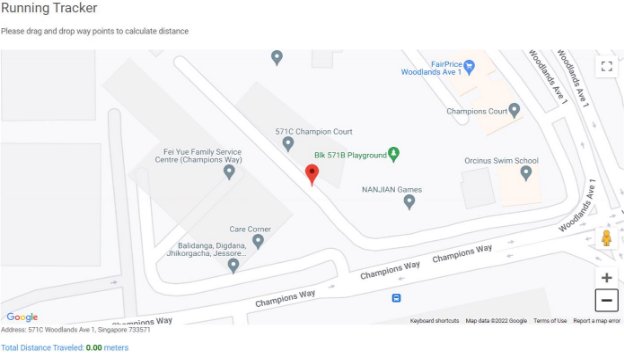 Running Tracker
Please drag and drop way points to calculate distance
FairPrice
Woodlands Ave 1
Woodlands Ave 1
Woodlands Ave 1
Champions Court
571C Champion Court
Blk 571B Playground
Fei Yue Family Service
Centre (Champions Way)
Orcinus Swim School
NANJIAN Games
Woodlands Ave 1
Care Corner
Balidanga, Digdana,
Jhikorgacha, Jessore...
Champions Way
Champions Way
Champions Way
Champions Way
Google
Keyboard shortcuts Map data ©2022 Google Terms of Use Report a map error
Address: 571C Woodlands Ave 1, Singapore 733571
Total Distance Traveled: 0.00 meters